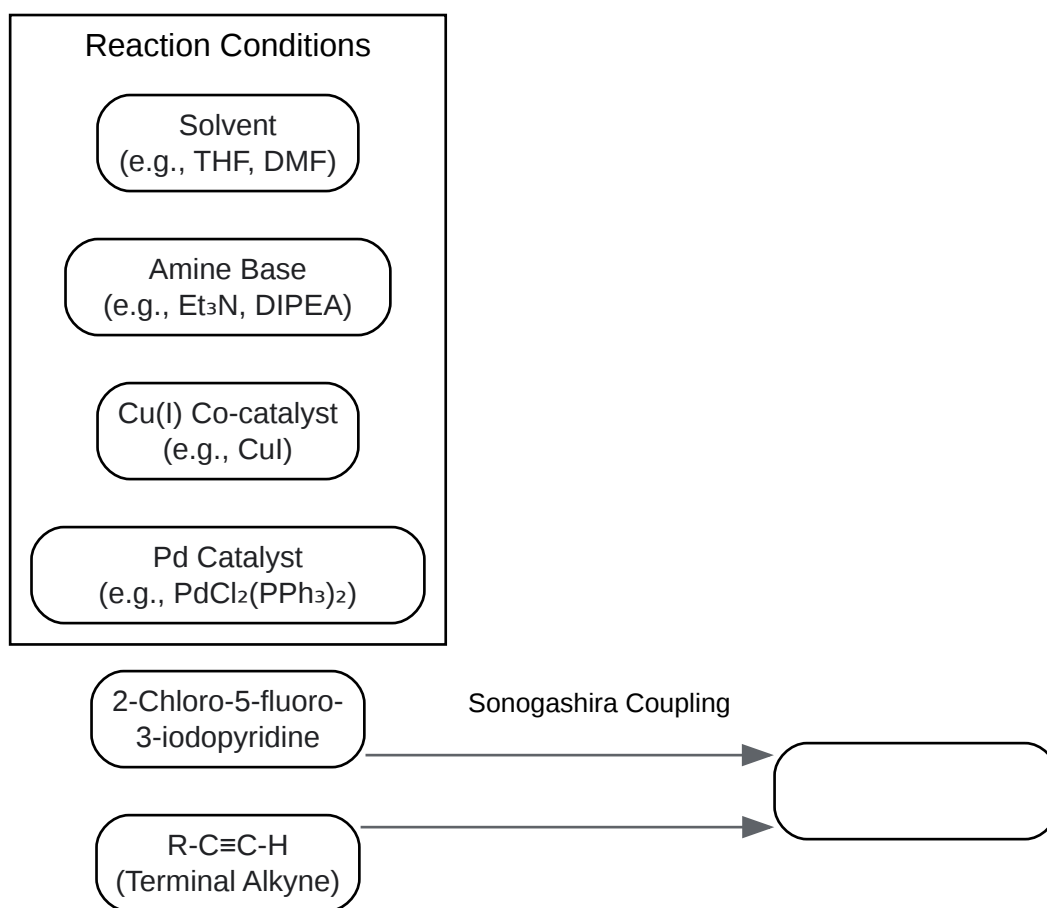 Reaction Conditions
Solvent
(e.g., THF, DMF)
Amine Base
(e.g., Et₃N, DIPEA)
Cu(I) Co-catalyst
(e.g., CuI)
Pd Catalyst
(e.g., PdCl₂(PPh₃)₂)
2-Chloro-5-fluoro-
3-iodopyridine
Sonogashira Coupling
R-C≡C-H
(Terminal Alkyne)